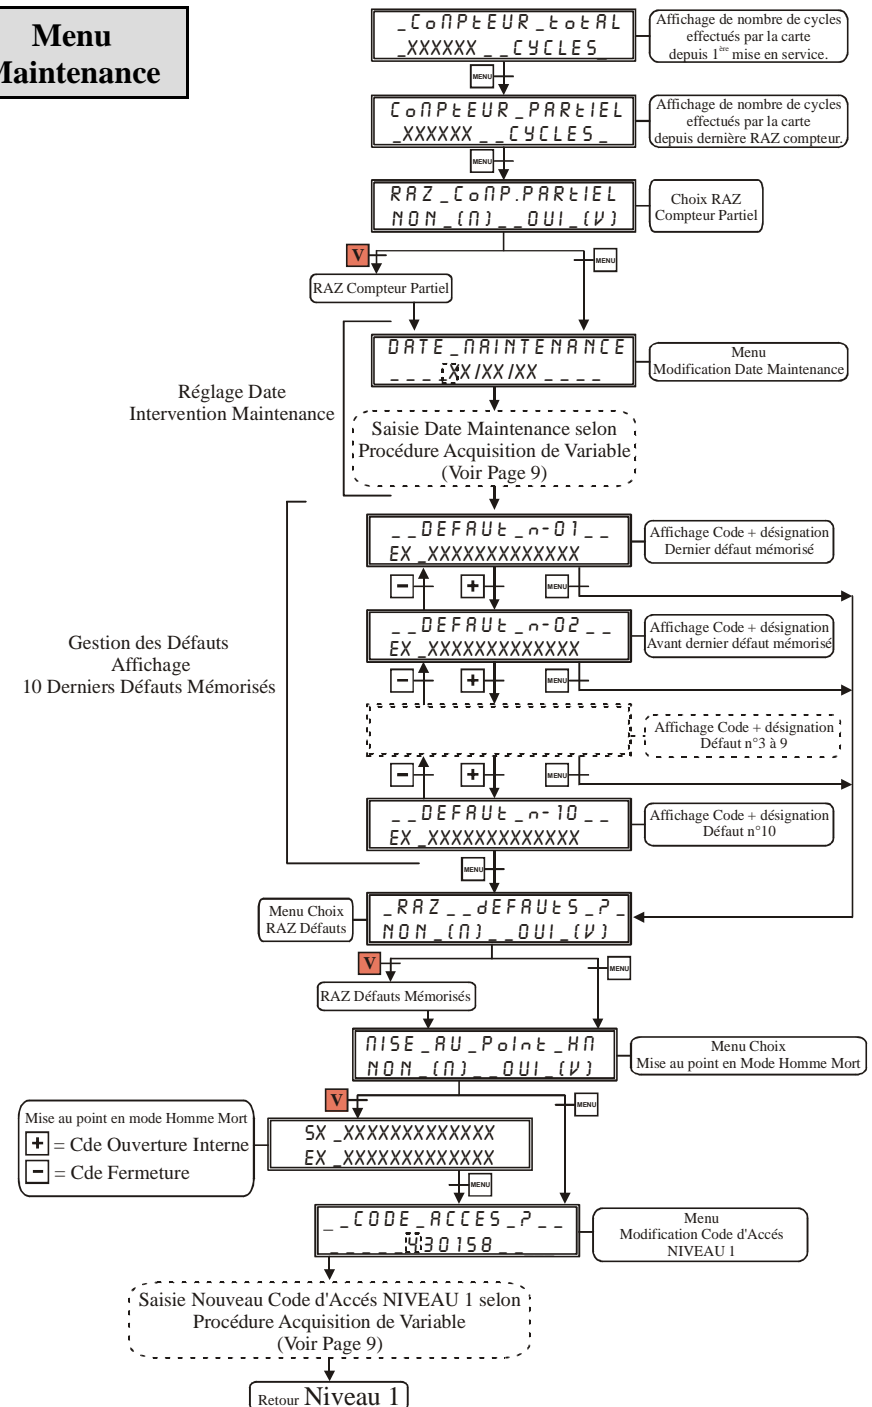 Menu
Maintenance
_CoMPtEUR_totAL
_XXXXXX__CYCLES_
Affichage de nombre de cycles
effectués par la carte
depuis 1ère mise en service.
MENU
CoMPtEUR_PARtIEL
_XXXXXX__CYCLES_
Affichage de nombre de cycles
effectués par la carte
depuis dernière RAZ compteur.
MENU
RAZ_CoMP.PARtIEL
NON_(M)__OUI_(V)
Choix RAZ
Compteur Partiel
V
MENU
RAZ Compteur Partiel
DATE_MAINTENANCE
____XX/XX/XX____
Menu
Modification Date Maintenance
Réglage Date
Intervention Maintenance
Saisie Date Maintenance selon
Procédure Acquisition de Variable
(Voir Page 9)
__DEFAUt_n-01__
EX_XXXXXXXXXXXXX
Affichage Code + désignation
Dernier défaut mémorisé
- + MENU
__DEFAUt_n-02__
EX_XXXXXXXXXXXXX
Affichage Code + désignation
Avant dernier défaut mémorisé
Gestion des Défauts
Affichage
10 Derniers Défauts Mémorisés
- + MENU
Affichage Code + désignation
Défaut n°3 à 9
- + MENU
__DEFAUt_n-10__
EX_XXXXXXXXXXXXX
Affichage Code + désignation
Défaut n°10
MENU
Menu Choix
RAZ Défauts
_RAZ__dEFAUtS_?_
NON_(M)__OUI_(V)
V
MENU
RAZ Défauts Mémorisés
MISE_AU_PoInt_HM
NON_(M)__OUI_(V)
Menu Choix
Mise au point en Mode Homme Mort
V
MENU
Mise au point en mode Homme Mort
+ = Cde Ouverture Interne
- = Cde Fermeture
SX_XXXXXXXXXXXXX
EX_XXXXXXXXXXXXX
MENU
__CODE_ACCES_?__
_____430158__
Menu
Modification Code d'Accés
NIVEAU 1
Saisie Nouveau Code d'Accés NIVEAU 1 selon
Procédure Acquisition de Variable
(Voir Page 9)
Retour Niveau 1